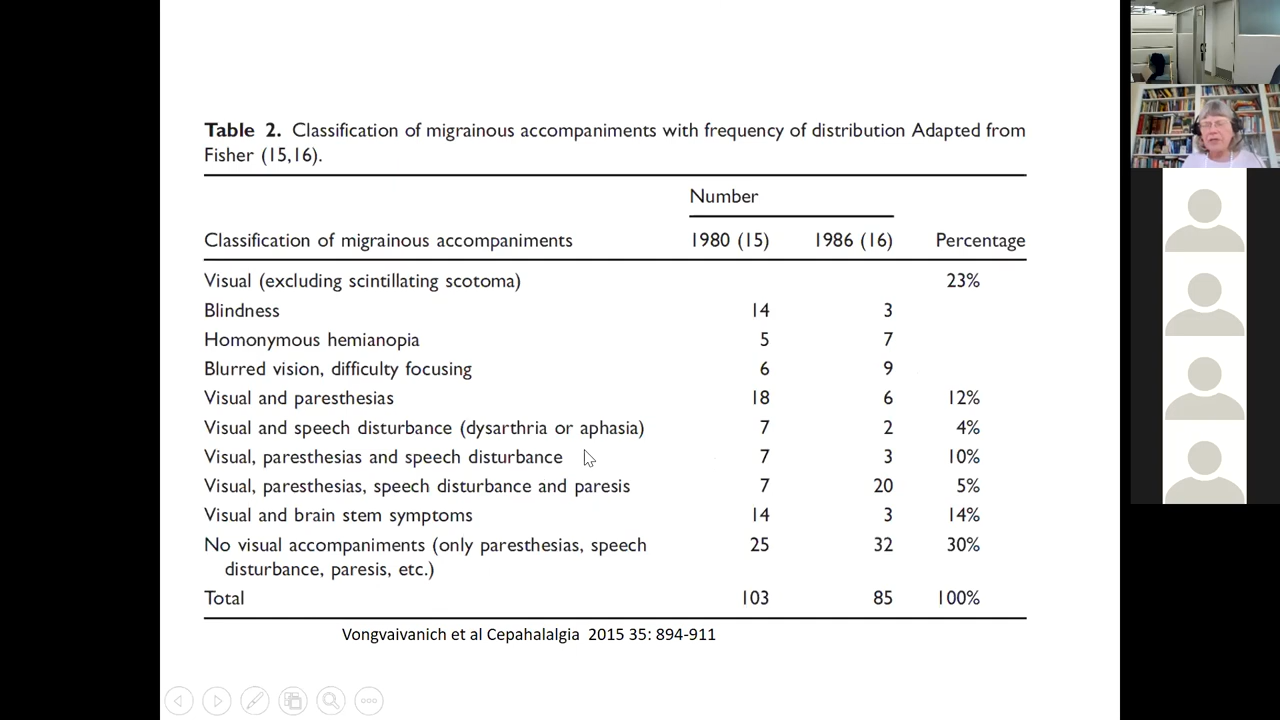 Table 2. Classification of migrainous accompaniments with frequency of distribution Adapted from
Fisher (15,16).
Number
Classification of migrainous accompaniments 1980 (15) 1986 (16) Percentage
Visual (excluding scintillating scotoma) 23%
Blindness 14 3
Homonymous hemianopia 5 7
Blurred vision, difficulty focusing 6 9
Visual and paresthesias 18 6 12%
Visual and speech disturbance (dysarthria or aphasia) 7 2 4%
Visual, paresthesias and speech disturbance 7 3 10%
Visual, paresthesias, speech disturbance and paresis 7 20 5%
Visual and brain stem symptoms 14 3 14%
No visual accompaniments (only paresthesias, speech 25 32 30%
disturbance, paresis, etc.)
Total 103 85 100%
Vongvaivanich et al Cepahalalgia 2015 35: 894-911